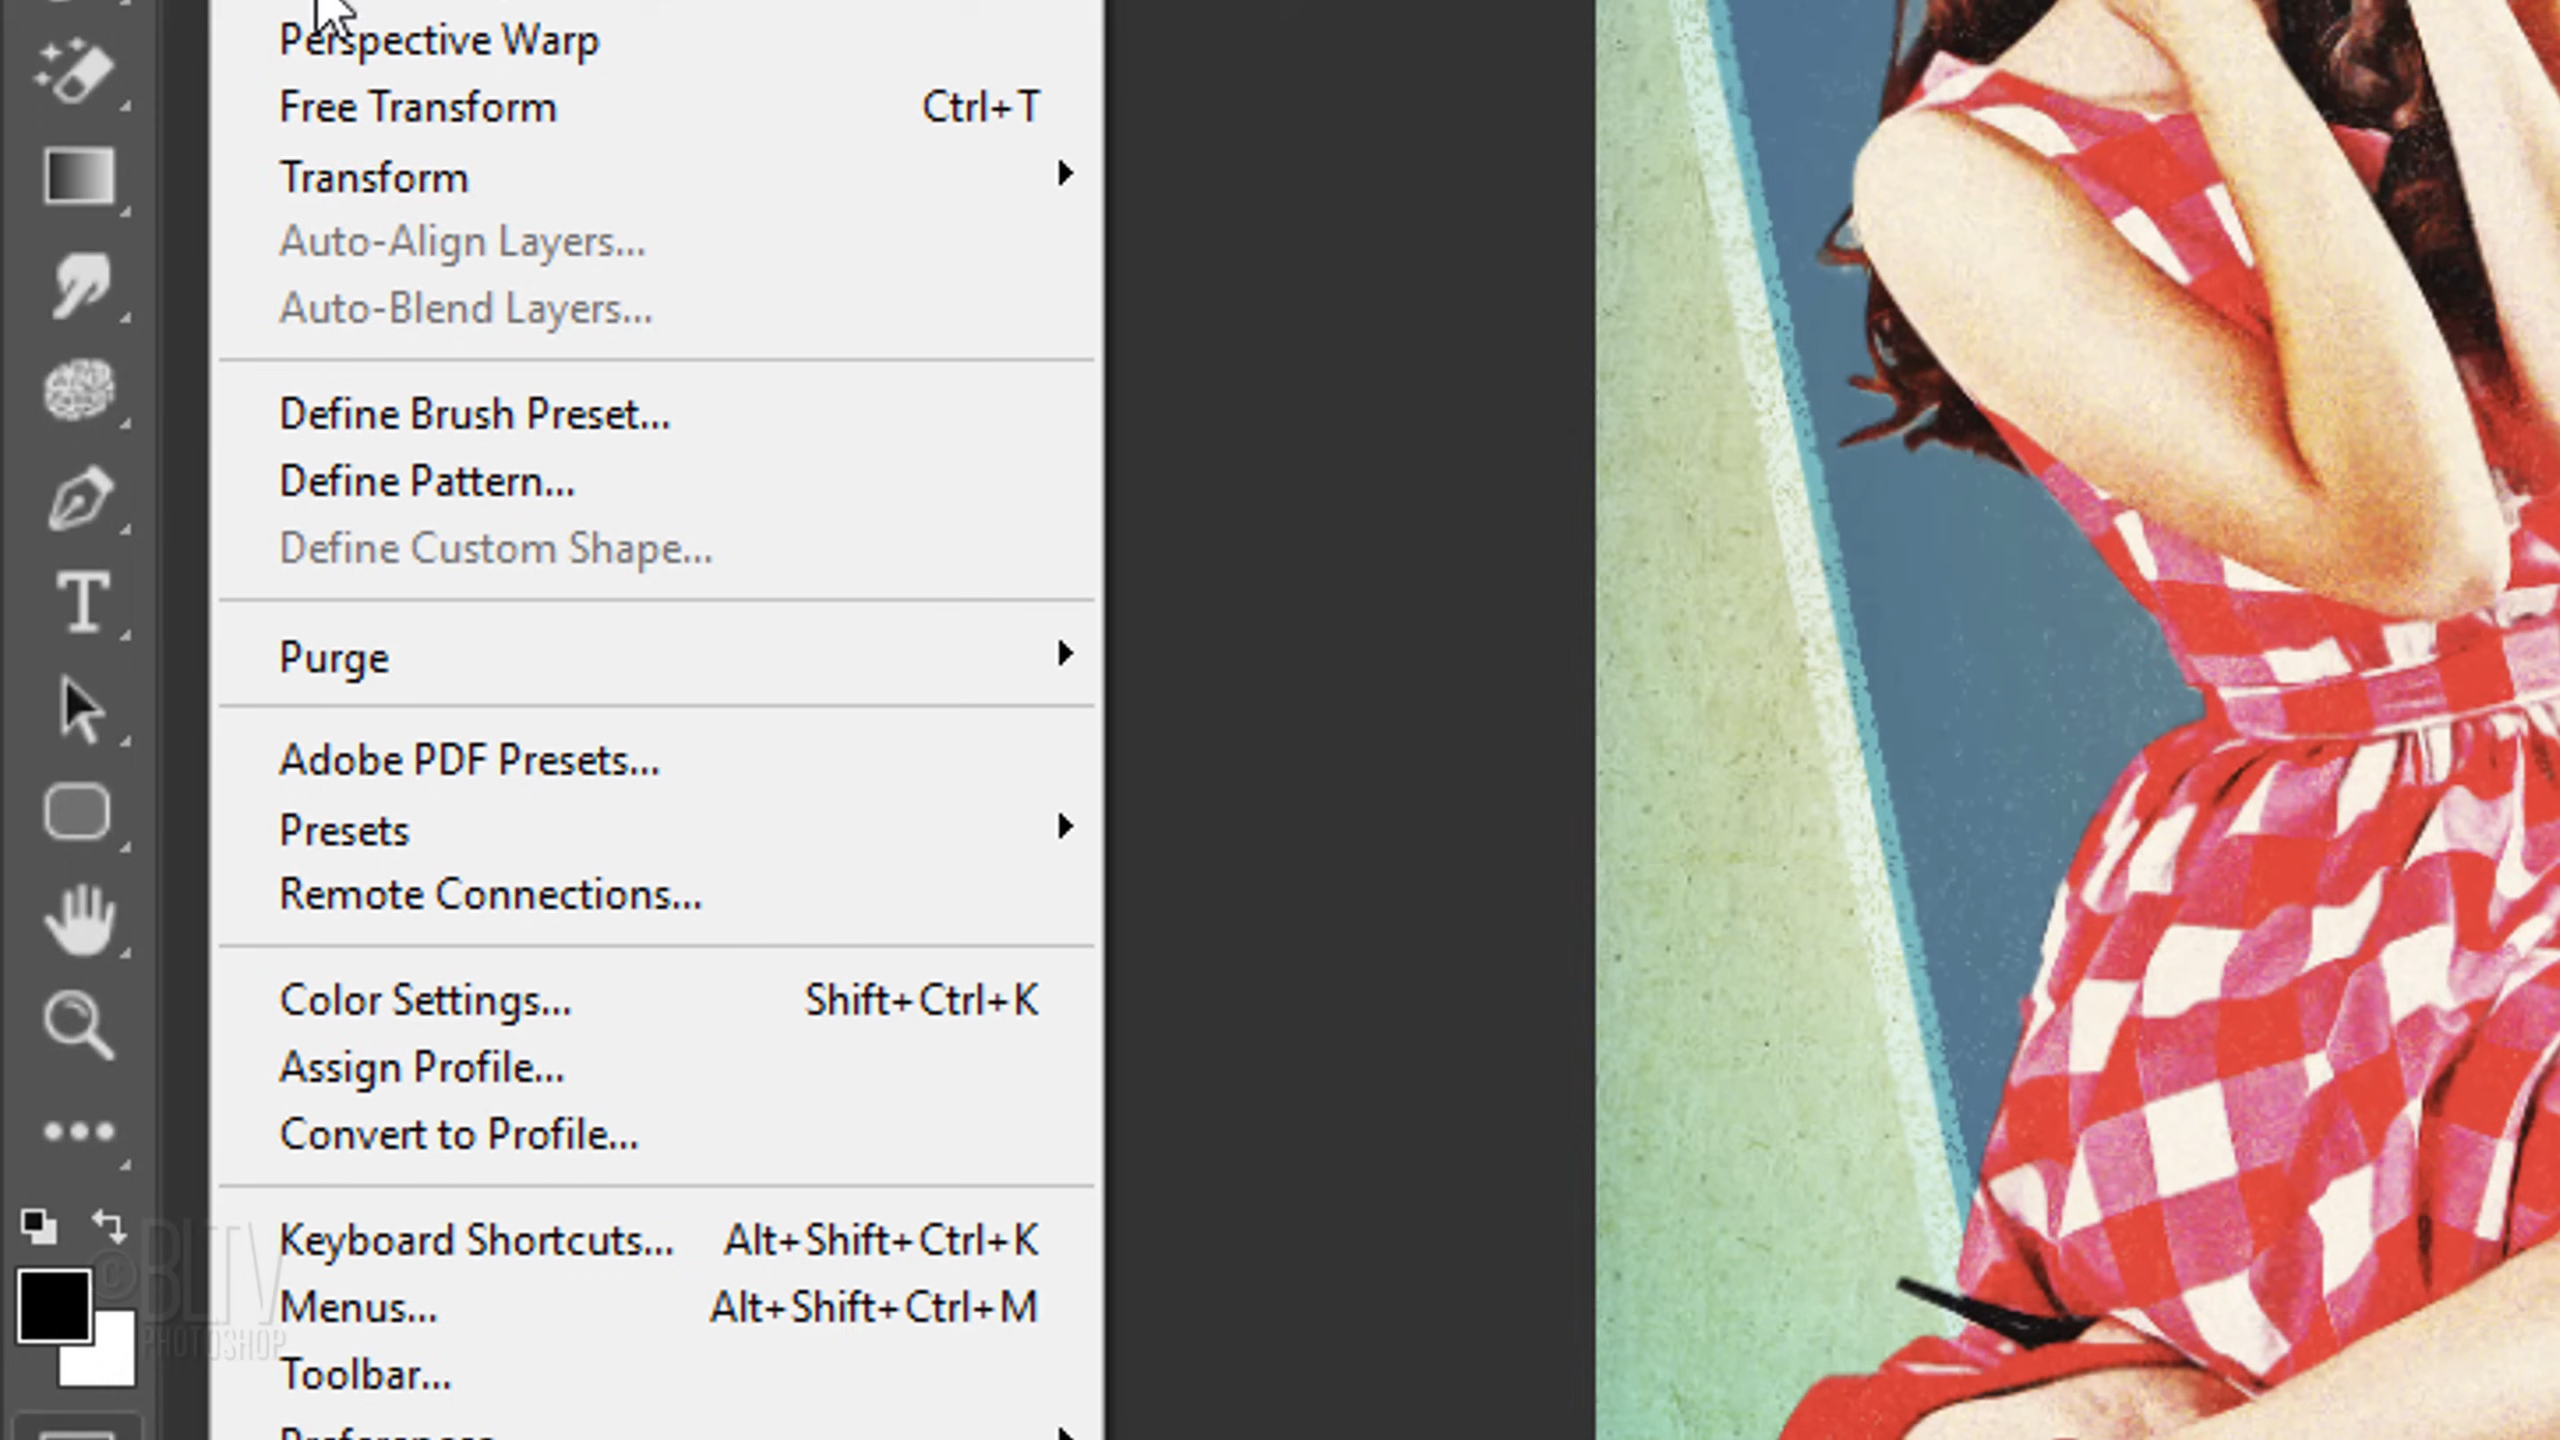 Perspective Warp
Free Transform Ctrl+T
Transform
Auto-Align Layers...
Auto-Blend Layers...
Define Brush Preset...
Define Pattern...
Define Custom Shape...
Purge
Adobe PDF Presets...
Presets
Remote Connections...
Color Settings... Shift+Ctrl+K
Assign Profile...
Convert to Profile...
Keyboard Shortcuts... Alt+Shift+Ctrl+K
Menus... Alt+Shift+Ctrl+M
Toolbar...
Preferences
©BLTV
PHOTOSHOP